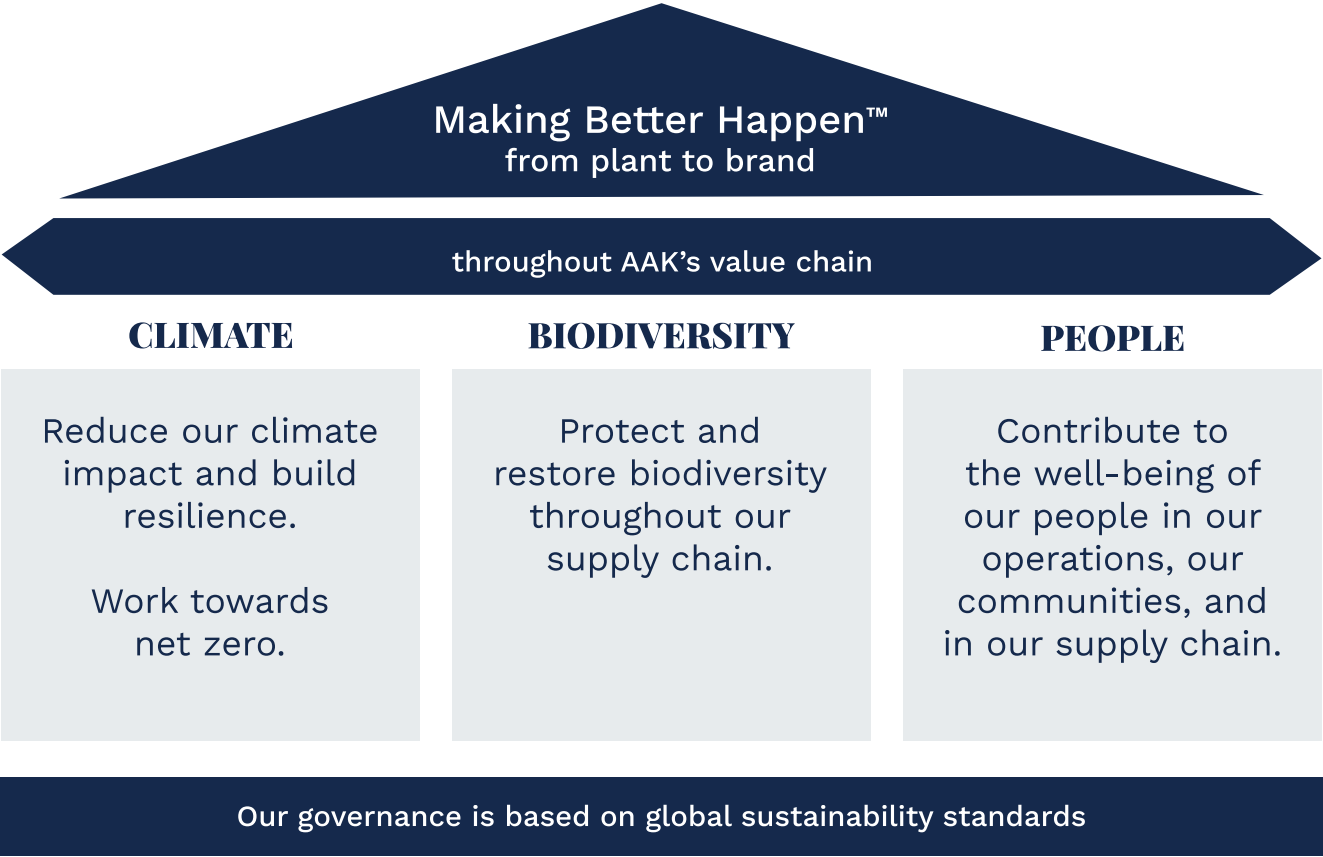 Making Better Happen™
from plant to brand
throughout AAK’s value chain
CLIMATE
Reduce our climate
impact and build
resilience.
Work towards
net zero.
BIODIVERSITY
Protect and
restore biodiversity
throughout our
supply chain.
PEOPLE
Contribute to
the well-being of
our people in our
operations, our
communities, and
in our supply chain.
Our governance is based on global sustainability standards